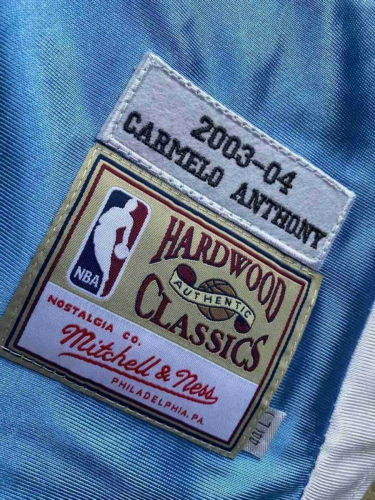 2003-04
CARMELO ANTHONY
NBA
HARDWOOD
AUTHENTIC
CLASSICS
NOSTALGIA CO.
Mitchell & Ness
PHILADELPHIA, PA.